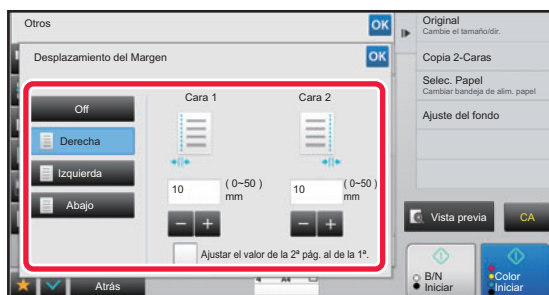 Otros
OK
Desplazamiento del Margen
OK
Off
Derecha
Izquierda
Abajo
Cara 1
Cara 2
10
( 0~50 )
mm
10
( 0~50 )
mm
Ajustar el valor de la 2ª pág. al de la 1ª.
Atrás
A4
Original
Cambie el tamaño/dir.
Copia 2-Caras
Selec. Papel
Cambiar bandeja de alim. papel
Ajuste del fondo
Vista previa
CA
B/N
Iniciar
Color
Iniciar